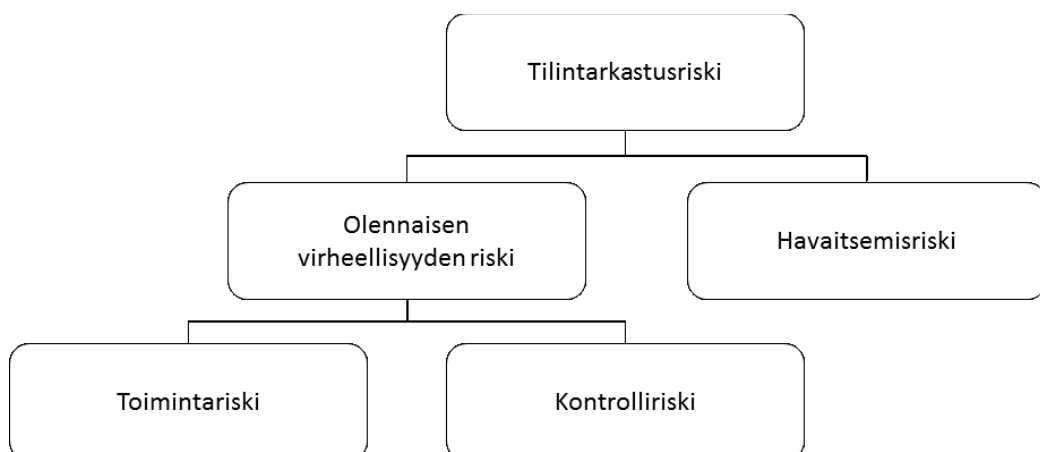 Tilintarkastusriski
Olennaisen
virheellisyyden riski
Havaitsemisriski
Toimintariski
Kontrolliriski